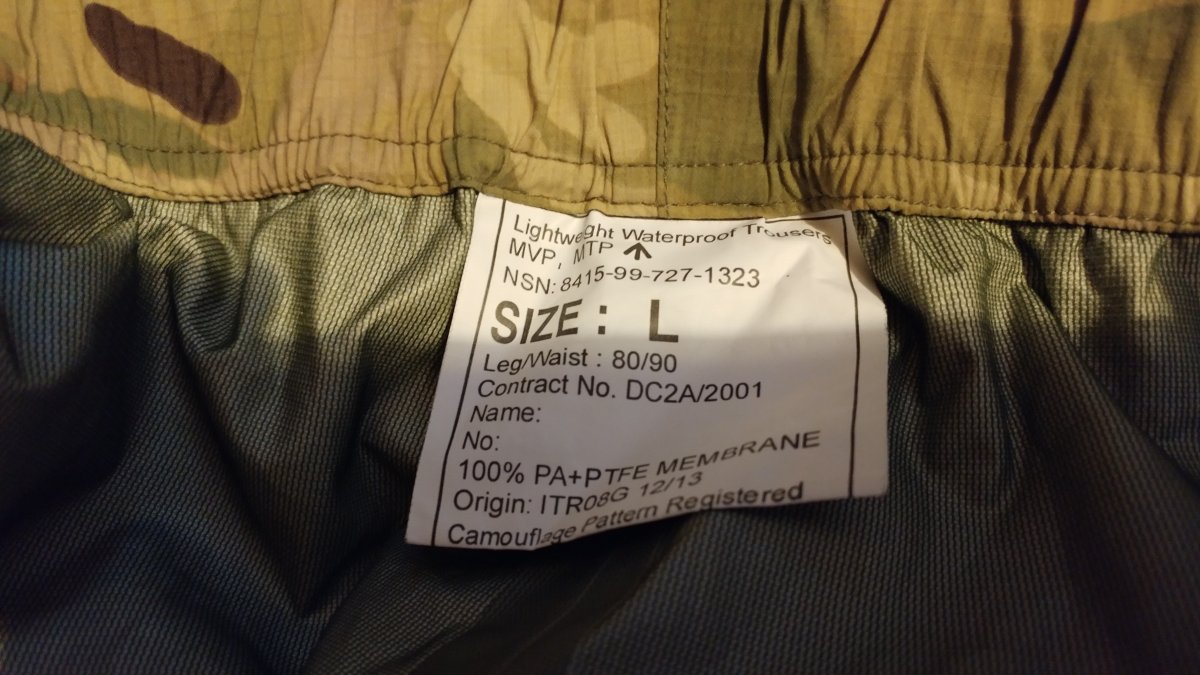 Lightweight Waterproof Trousers
MVP, MTP ↑
NSN: 8415-99-727-1323
SIZE : L
Leg/Waist : 80/90
Contract No. DC2A/2001
Name:
No:
100% PA+PTFE MEMBRANE
Origin: ITR08G 12/13
Camouflage Pattern Registered